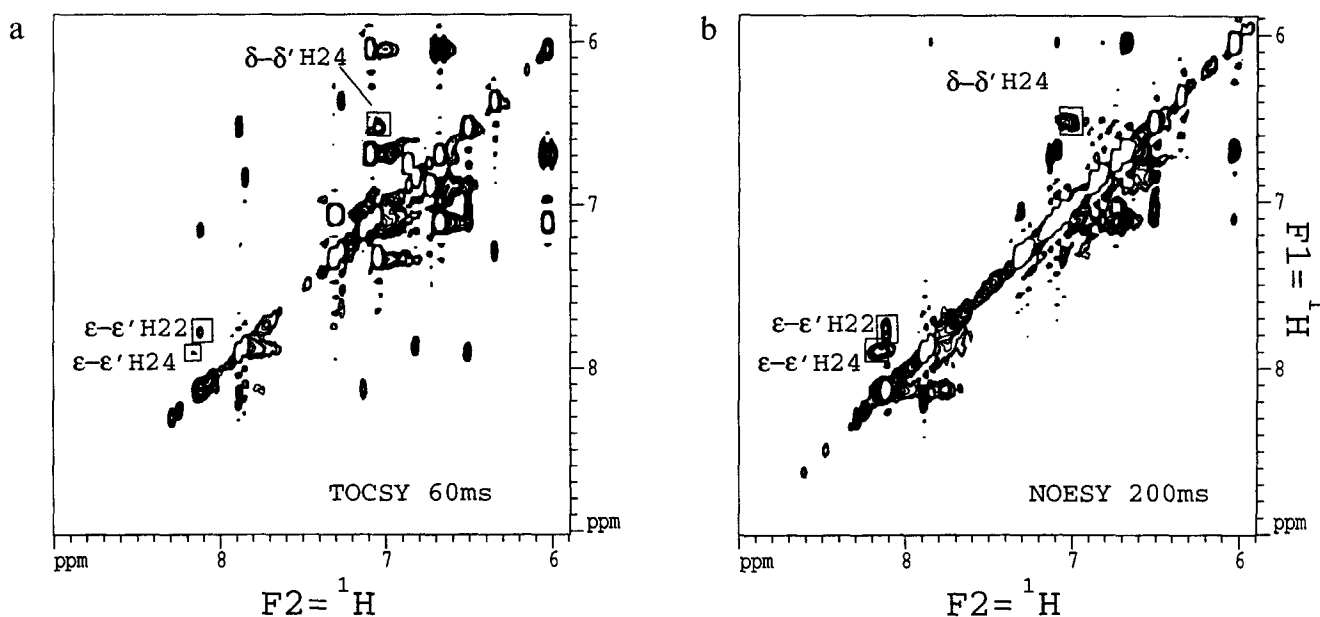 a
δ–δ′H24
6
7
ε–ε′H22
ε–ε′H24
8
TOCSY 60ms
ppm
ppm 8 7 6
F2= ¹H
b
δ–δ′H24
6
7
F1= ¹H
ε–ε′H22
ε–ε′H24
8
NOESY 200ms
ppm
ppm 8 7 6
F2= ¹H